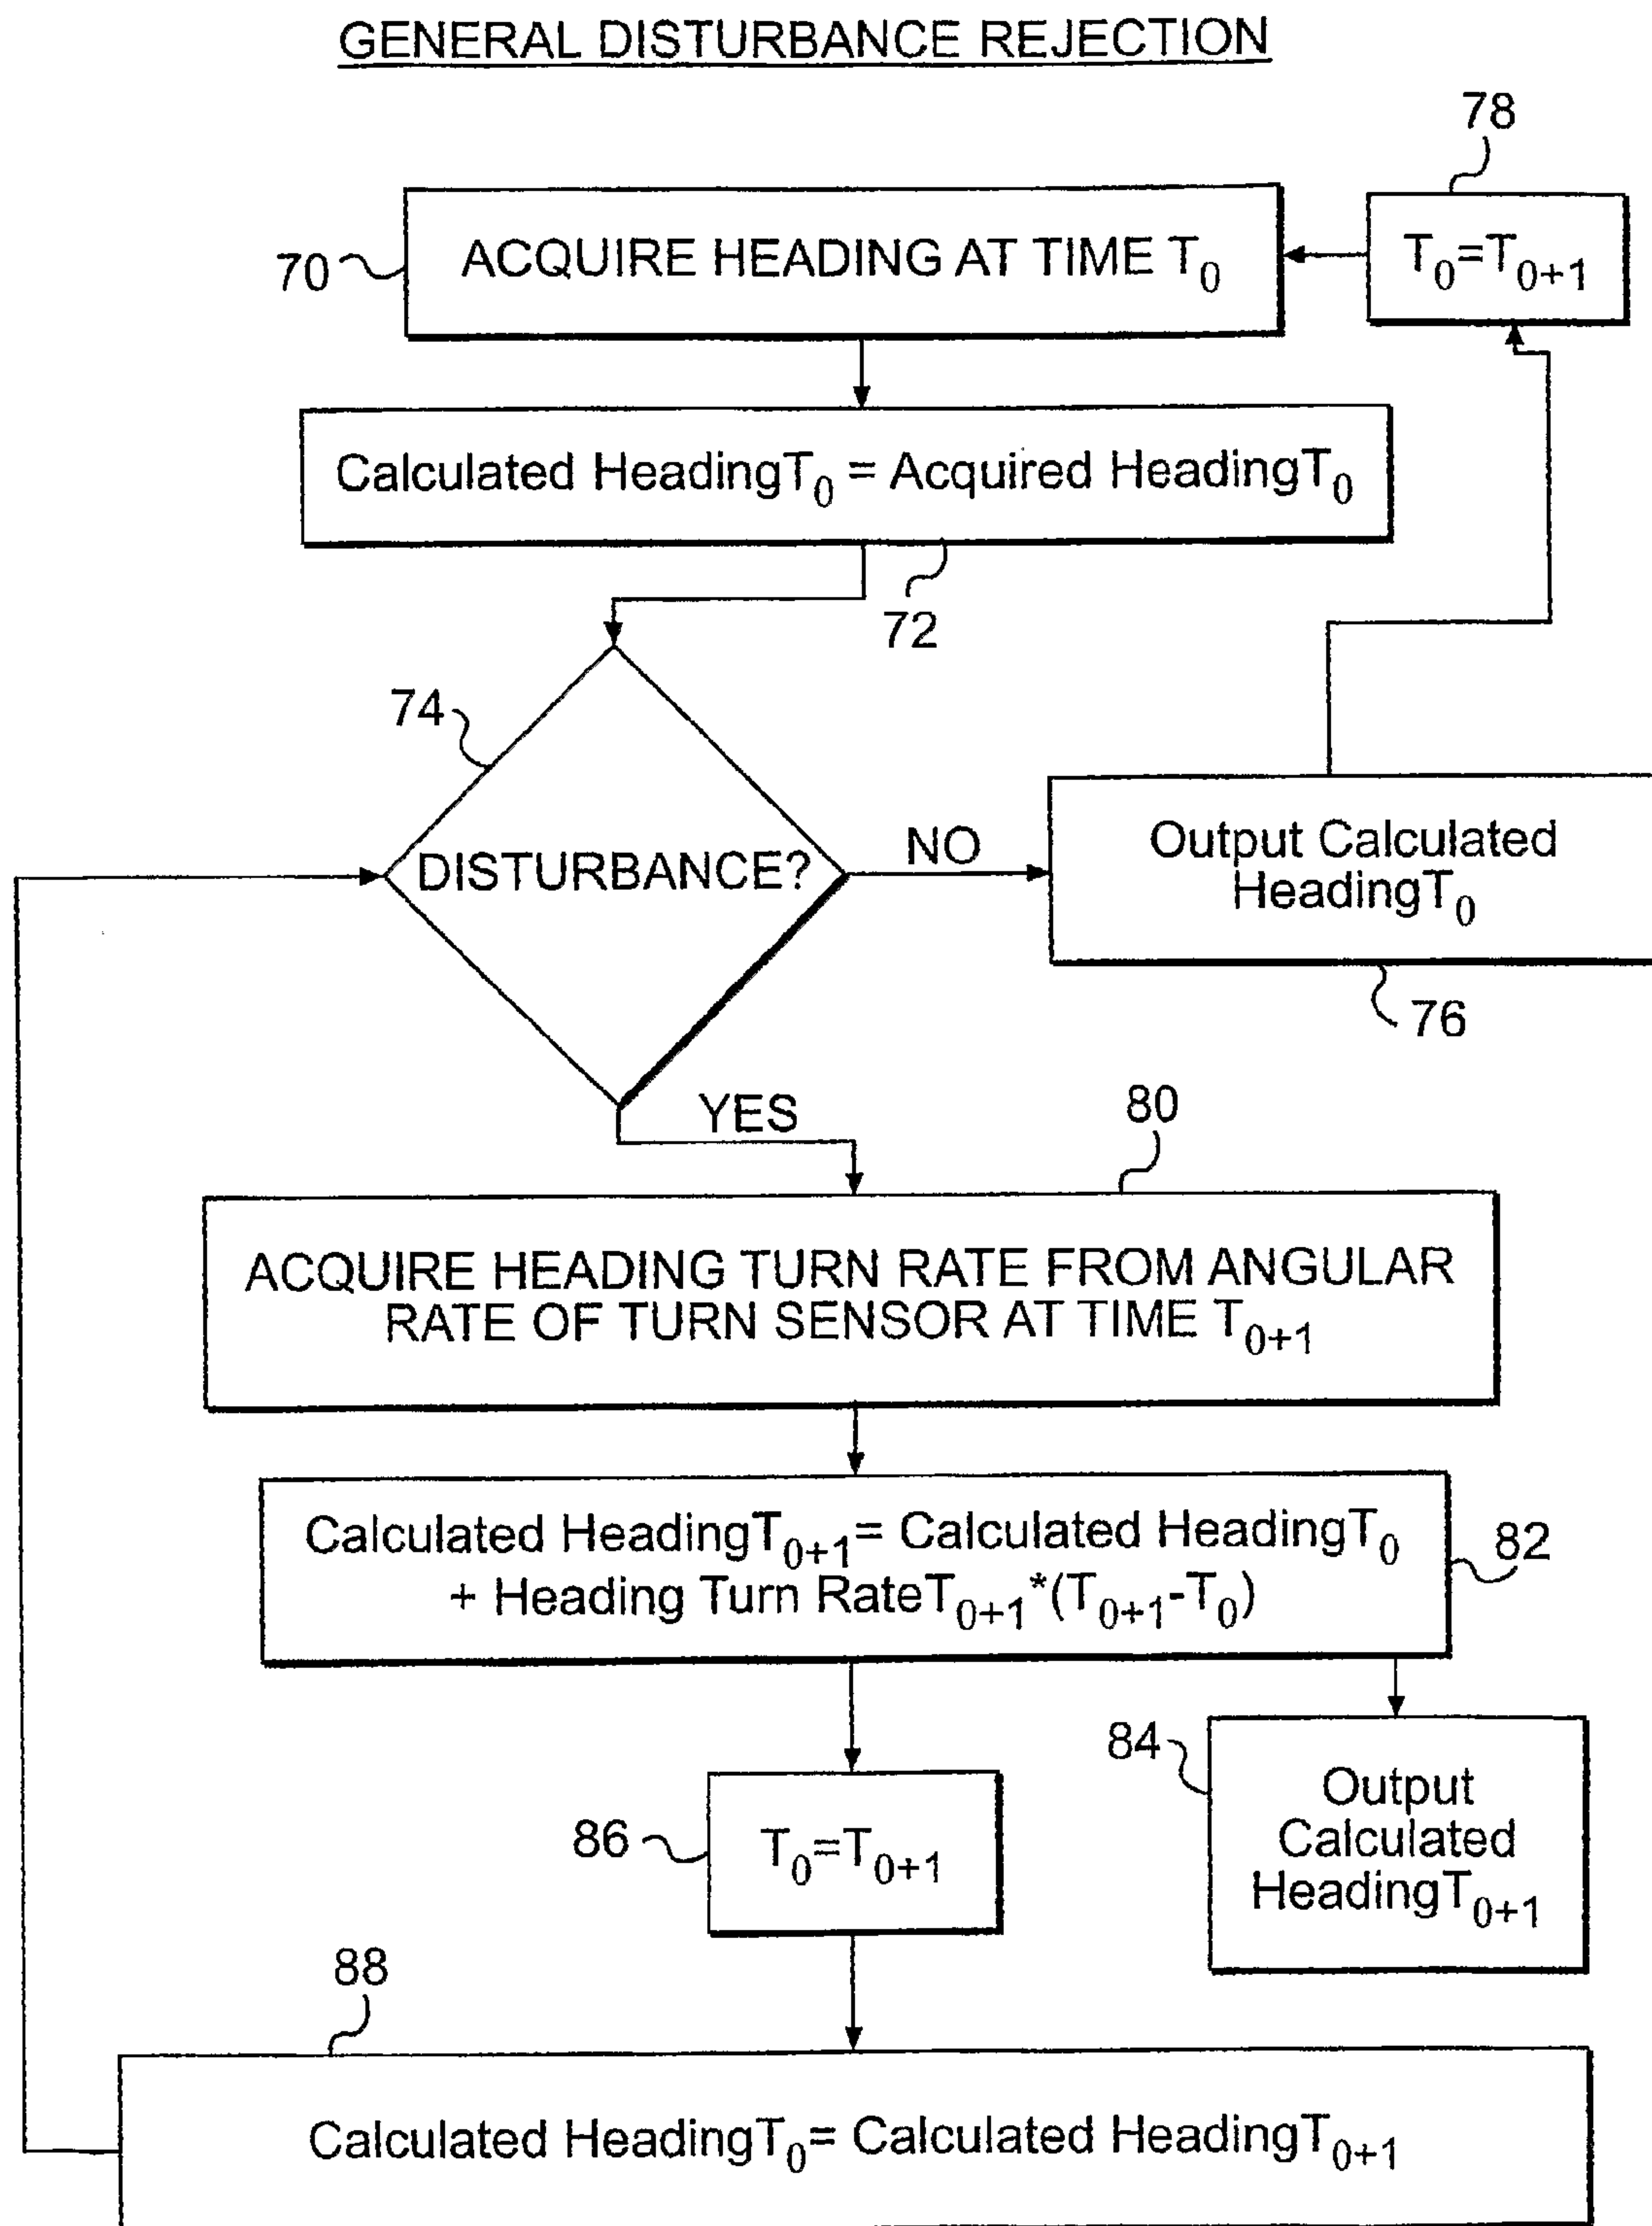 GENERAL DISTURBANCE REJECTION
78
70
ACQUIRE HEADING AT TIME T₀
T₀=T₀₊₁
Calculated HeadingT₀ = Acquired HeadingT₀
72
74
DISTURBANCE?
NO
Output Calculated
HeadingT₀
76
YES
80
ACQUIRE HEADING TURN RATE FROM ANGULAR
RATE OF TURN SENSOR AT TIME T₀₊₁
Calculated HeadingT₀₊₁= Calculated HeadingT₀
+ Heading Turn RateT₀₊₁*(T₀₊₁-T₀)
82
84
Output
Calculated
HeadingT₀₊₁
86
T₀=T₀₊₁
88
Calculated HeadingT₀= Calculated HeadingT₀₊₁